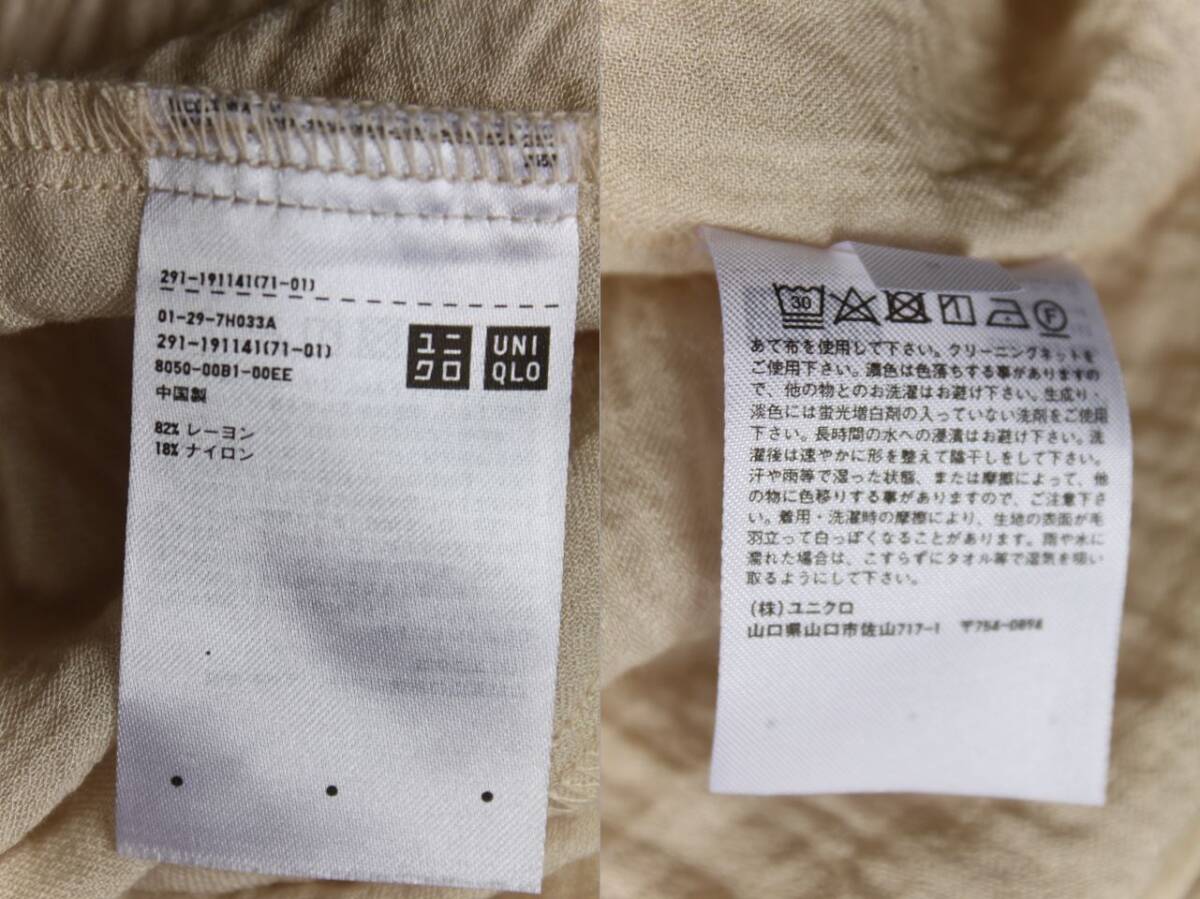 291-191141(71-01)
01-29-7H033A
291-191141(71-01)
8050-00B1-00EE
中国製
82% レーヨン
18% ナイロン
ユニ
クロ
UNI
QLO
30
F
あて布を使用して下さい。クリーニングネットを
ご使用下さい。濃色は色落ちする事がありますの
で、他の物とのお洗濯はお避け下さい。生成り・
淡色には蛍光増白剤の入っていない洗剤をご使用
下さい。長時間の水への浸漬はお避け下さい。洗
濯後は速やかに形を整えて陰干しをして下さい。
汗や雨等で湿った状態、または摩擦によって、他
の物に色移りする事がありますので、ご注意下さ
い。着用・洗濯時の摩擦により、生地の表面が毛
羽立って白っぽくなることがあります。雨や水に
濡れた場合は、こすらずにタオル等で湿気を吸い
取るようにして下さい。
(株)ユニクロ
山口県山口市佐山717-1 〒754-0894